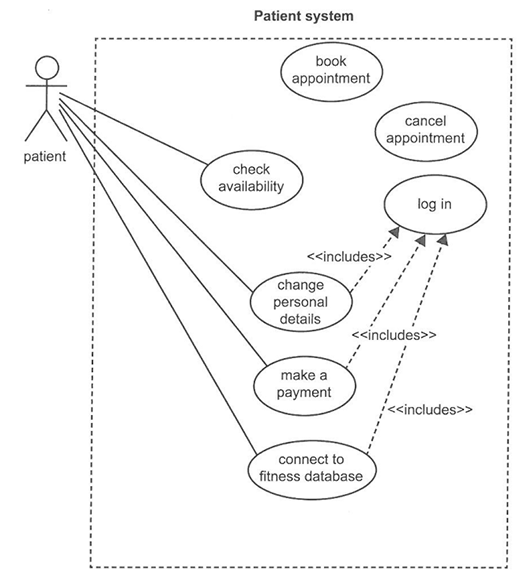 Patient system
book
appointment
cancel
appointment
patient
check
availability
log in
<<includes>>
change
personal
details
<<includes>>
make a
payment
<<includes>>
connect to
fitness database